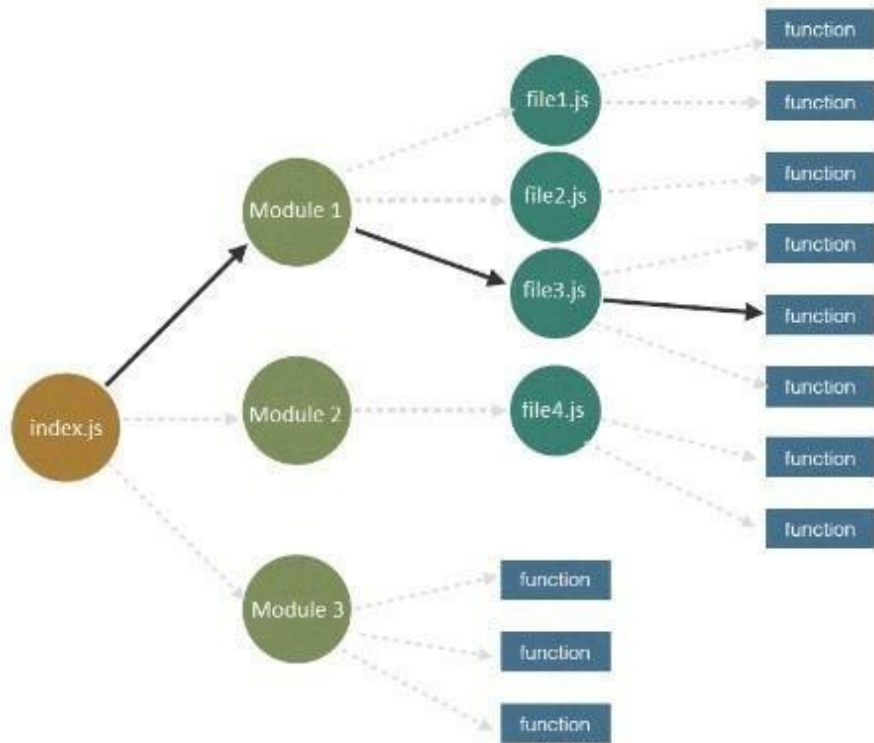 function
file1.js
function
function
Module 1
file2.js
function
file3.js
function
function
index.js
Module 2
file4.js
function
function
function
Module 3
function
function